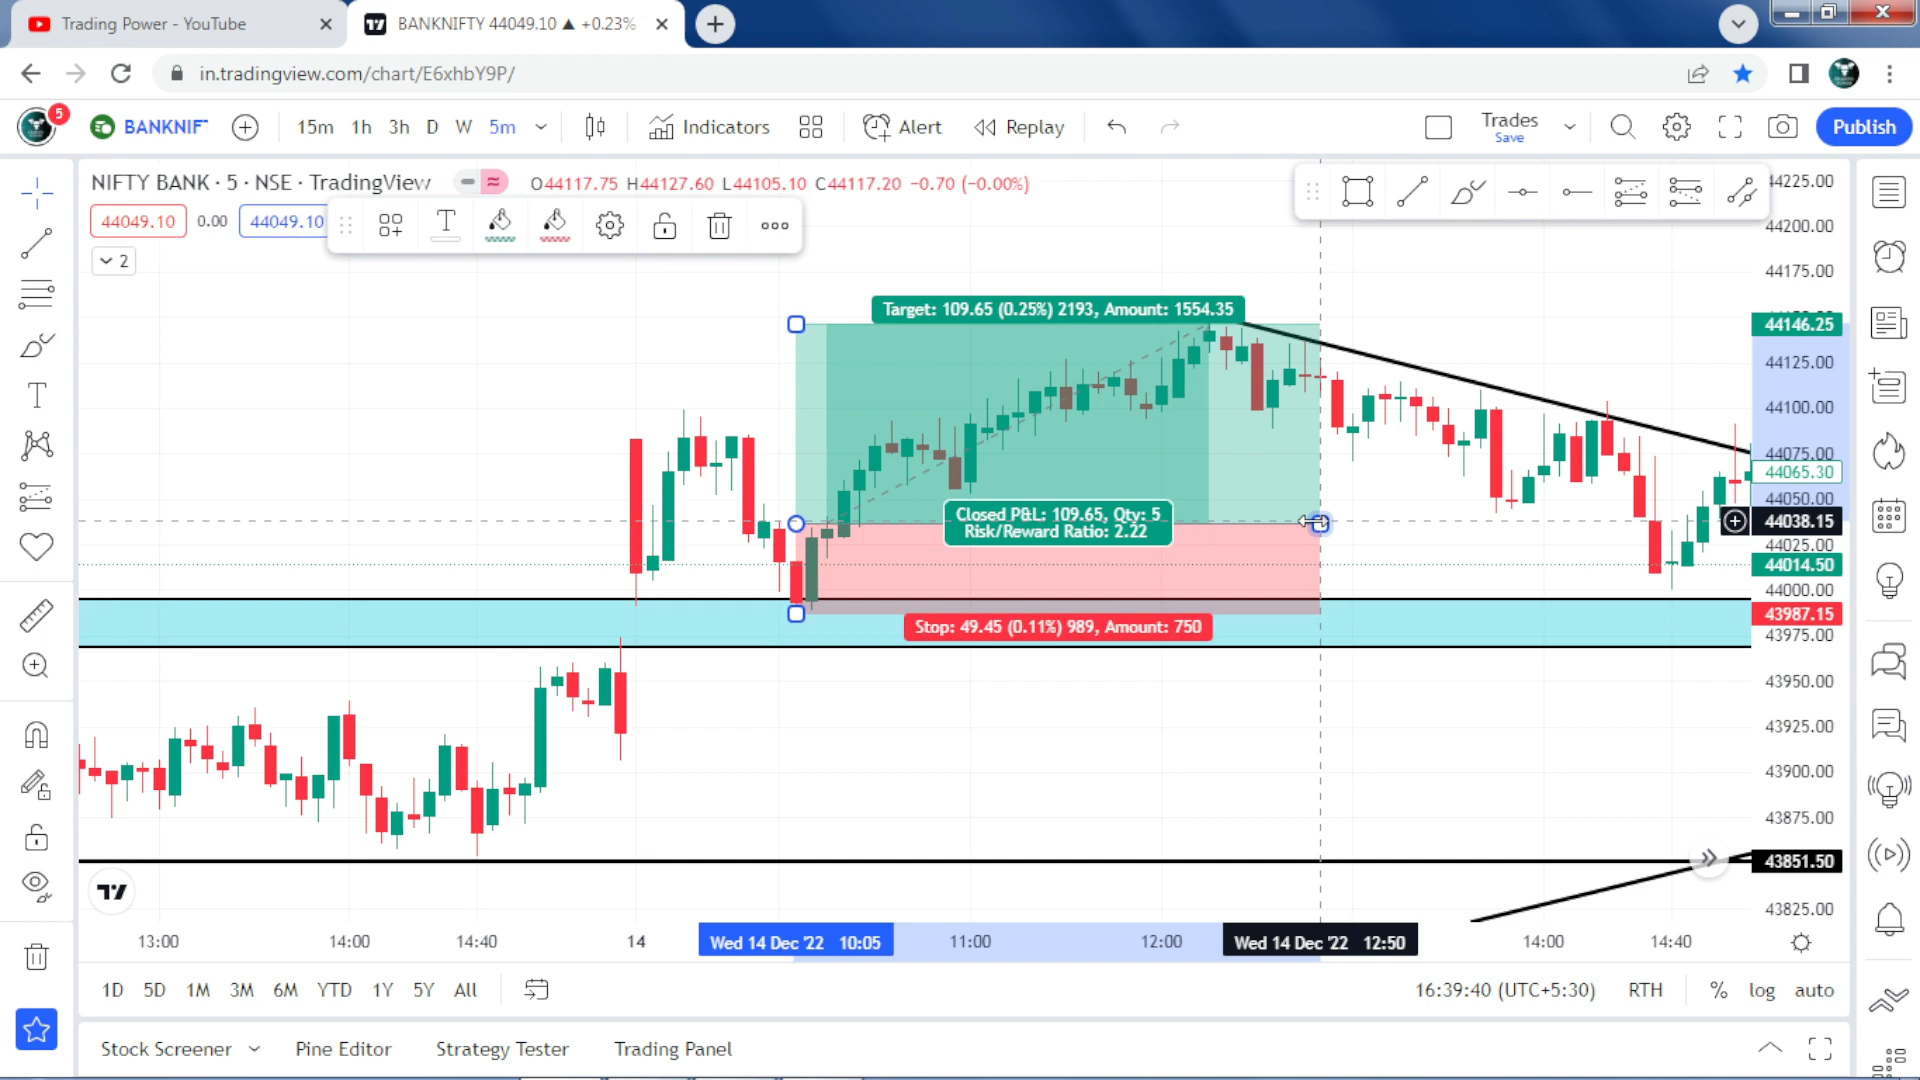 Trading Power - YouTube
BANKNIFTY 44049.10 ▲ +0.23%
in.tradingview.com/chart/E6xhbY9P/
5
BANKNIF
15m 1h 3h D W 5m
Indicators
Alert
Replay
Trades
Save
Publish
NIFTY BANK · 5 · NSE · TradingView
O44117.75 H44127.60 L44105.10 C44117.20 −0.70 (−0.00%)
44049.10 0.00 44049.10
T
2
T
Target: 109.65 (0.25%) 2193, Amount: 1554.35
Closed P&L: 109.65, Qty: 5
Risk/Reward Ratio: 2.22
Stop: 49.45 (0.11%) 989, Amount: 750
44225.00
44200.00
44175.00
44146.25
44125.00
44100.00
44075.00
44065.30
44050.00
44038.15
44025.00
44014.50
44000.00
43987.15
43975.00
43950.00
43925.00
43900.00
43875.00
43851.50
43825.00
13:00 14:00 14:40 14 Wed 14 Dec '22 10:05 11:00 12:00 Wed 14 Dec '22 12:50 14:00 14:40
1D 5D 1M 3M 6M YTD 1Y 5Y All
16:39:40 (UTC+5:30) RTH % log auto
Stock Screener Pine Editor Strategy Tester Trading Panel